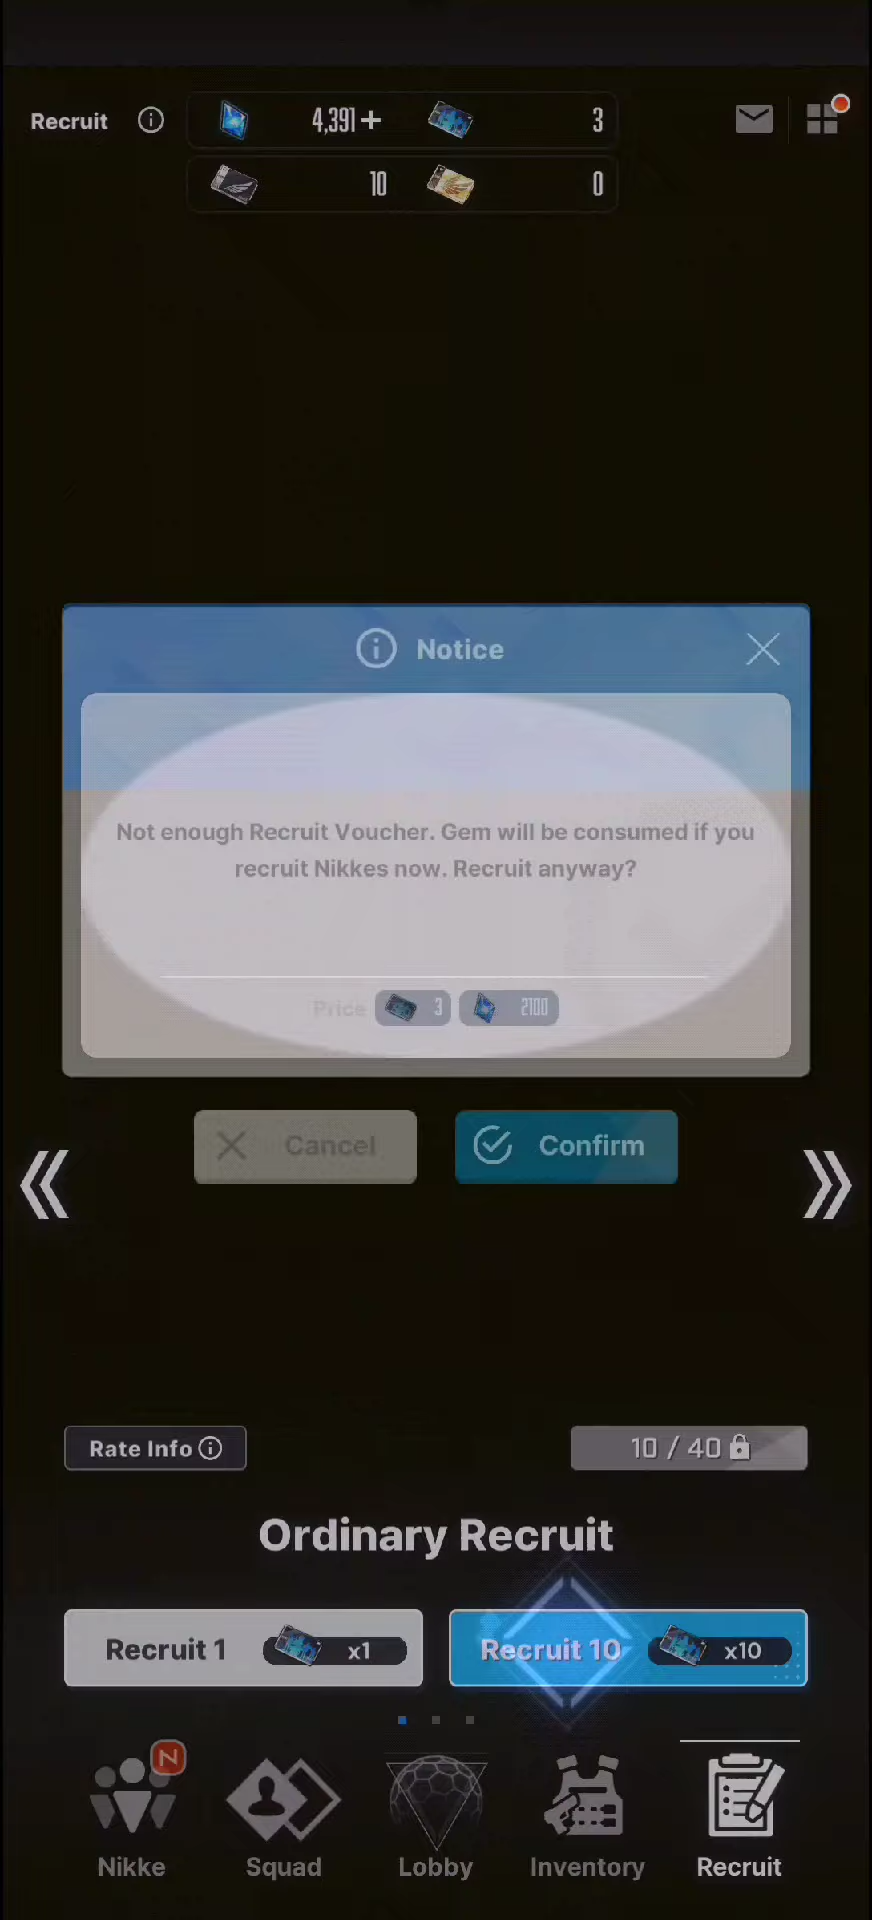 Recruit 4,391 + 3
10 0
Notice
Not enough Recruit Voucher. Gem will be consumed if you
recruit Nikkes now. Recruit anyway?
Price 3 2100
Cancel Confirm
Rate Info 10 / 40
Ordinary Recruit
Recruit 1 x1 Recruit 10 x10
N
Nikke Squad Lobby Inventory Recruit